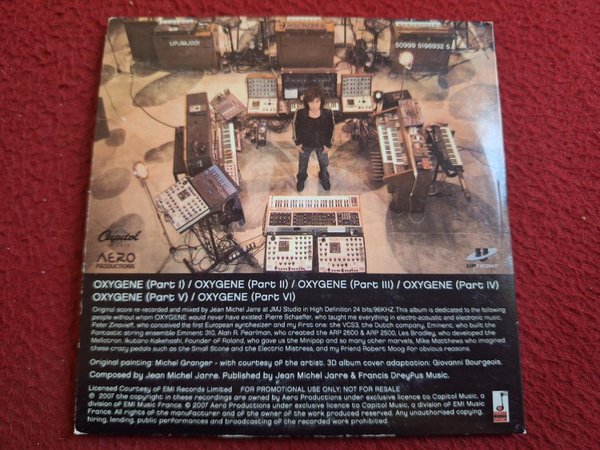 UPJMJ001
50999 5196932 5
Capitol
AERO
PRODUCTIONS
UPFRONT
OXYGENE (Part I) / OXYGENE (Part II) / OXYGENE (Part III) / OXYGENE (Part IV)
OXYGENE (Part V) / OXYGENE (Part VI)
Original score re-recorded and mixed by Jean Michel Jarre at JMJ Studio in High Definition 24 bits 96KHZ. This album is dedicated to the following
people without whom OXYGENE would never have existed: Pierre Schaeffer, who taught me everything in electro-acoustic and electronic music,
Peter Zinovieff, who conceived the first European synthesizer and my First one: the VCS3, the Dutch company, Eminent, who built the
Fantastic string ensemble Eminent 310, Alan R. Pearlman, who created the ARP 2600 & ARP 2500, Les Bradley, who developed the
Mellotron. Ikutaro Kakehashi, Founder of Roland, who gave us the Minipop and so many other marvels, Mike Matthews who imagined
these crazy pedals such as the Small Stone and the Electric Mistress, and my Friend Robert Moog For obvious reasons.
Original painting: Michel Granger - with courtesy of the artist. 3D album cover adaptation: Giovanni Bourgeois.
Composed by Jean Michel Jarre. Published by Jean Michel Jarre & Francis Dreyfus Music.
Licensed Courtesy of EMI Records Limited FOR PROMOTIONAL USE ONLY; NOT FOR RESALE
℗ 2007 the copyright in these recordings are owned by Aero Productions under exclusive licence to Capitol Music, a
division of EMI Music France. © 2007 Aero Productions under exclusive licence to Capitol Music, a division of EMI Music
France. All rights of the manufacturer and of the owner of the work reproduced reserved. Any unauthorised copying,
hiring, lending, public performances and broadcasting of the recorded work prohibited.